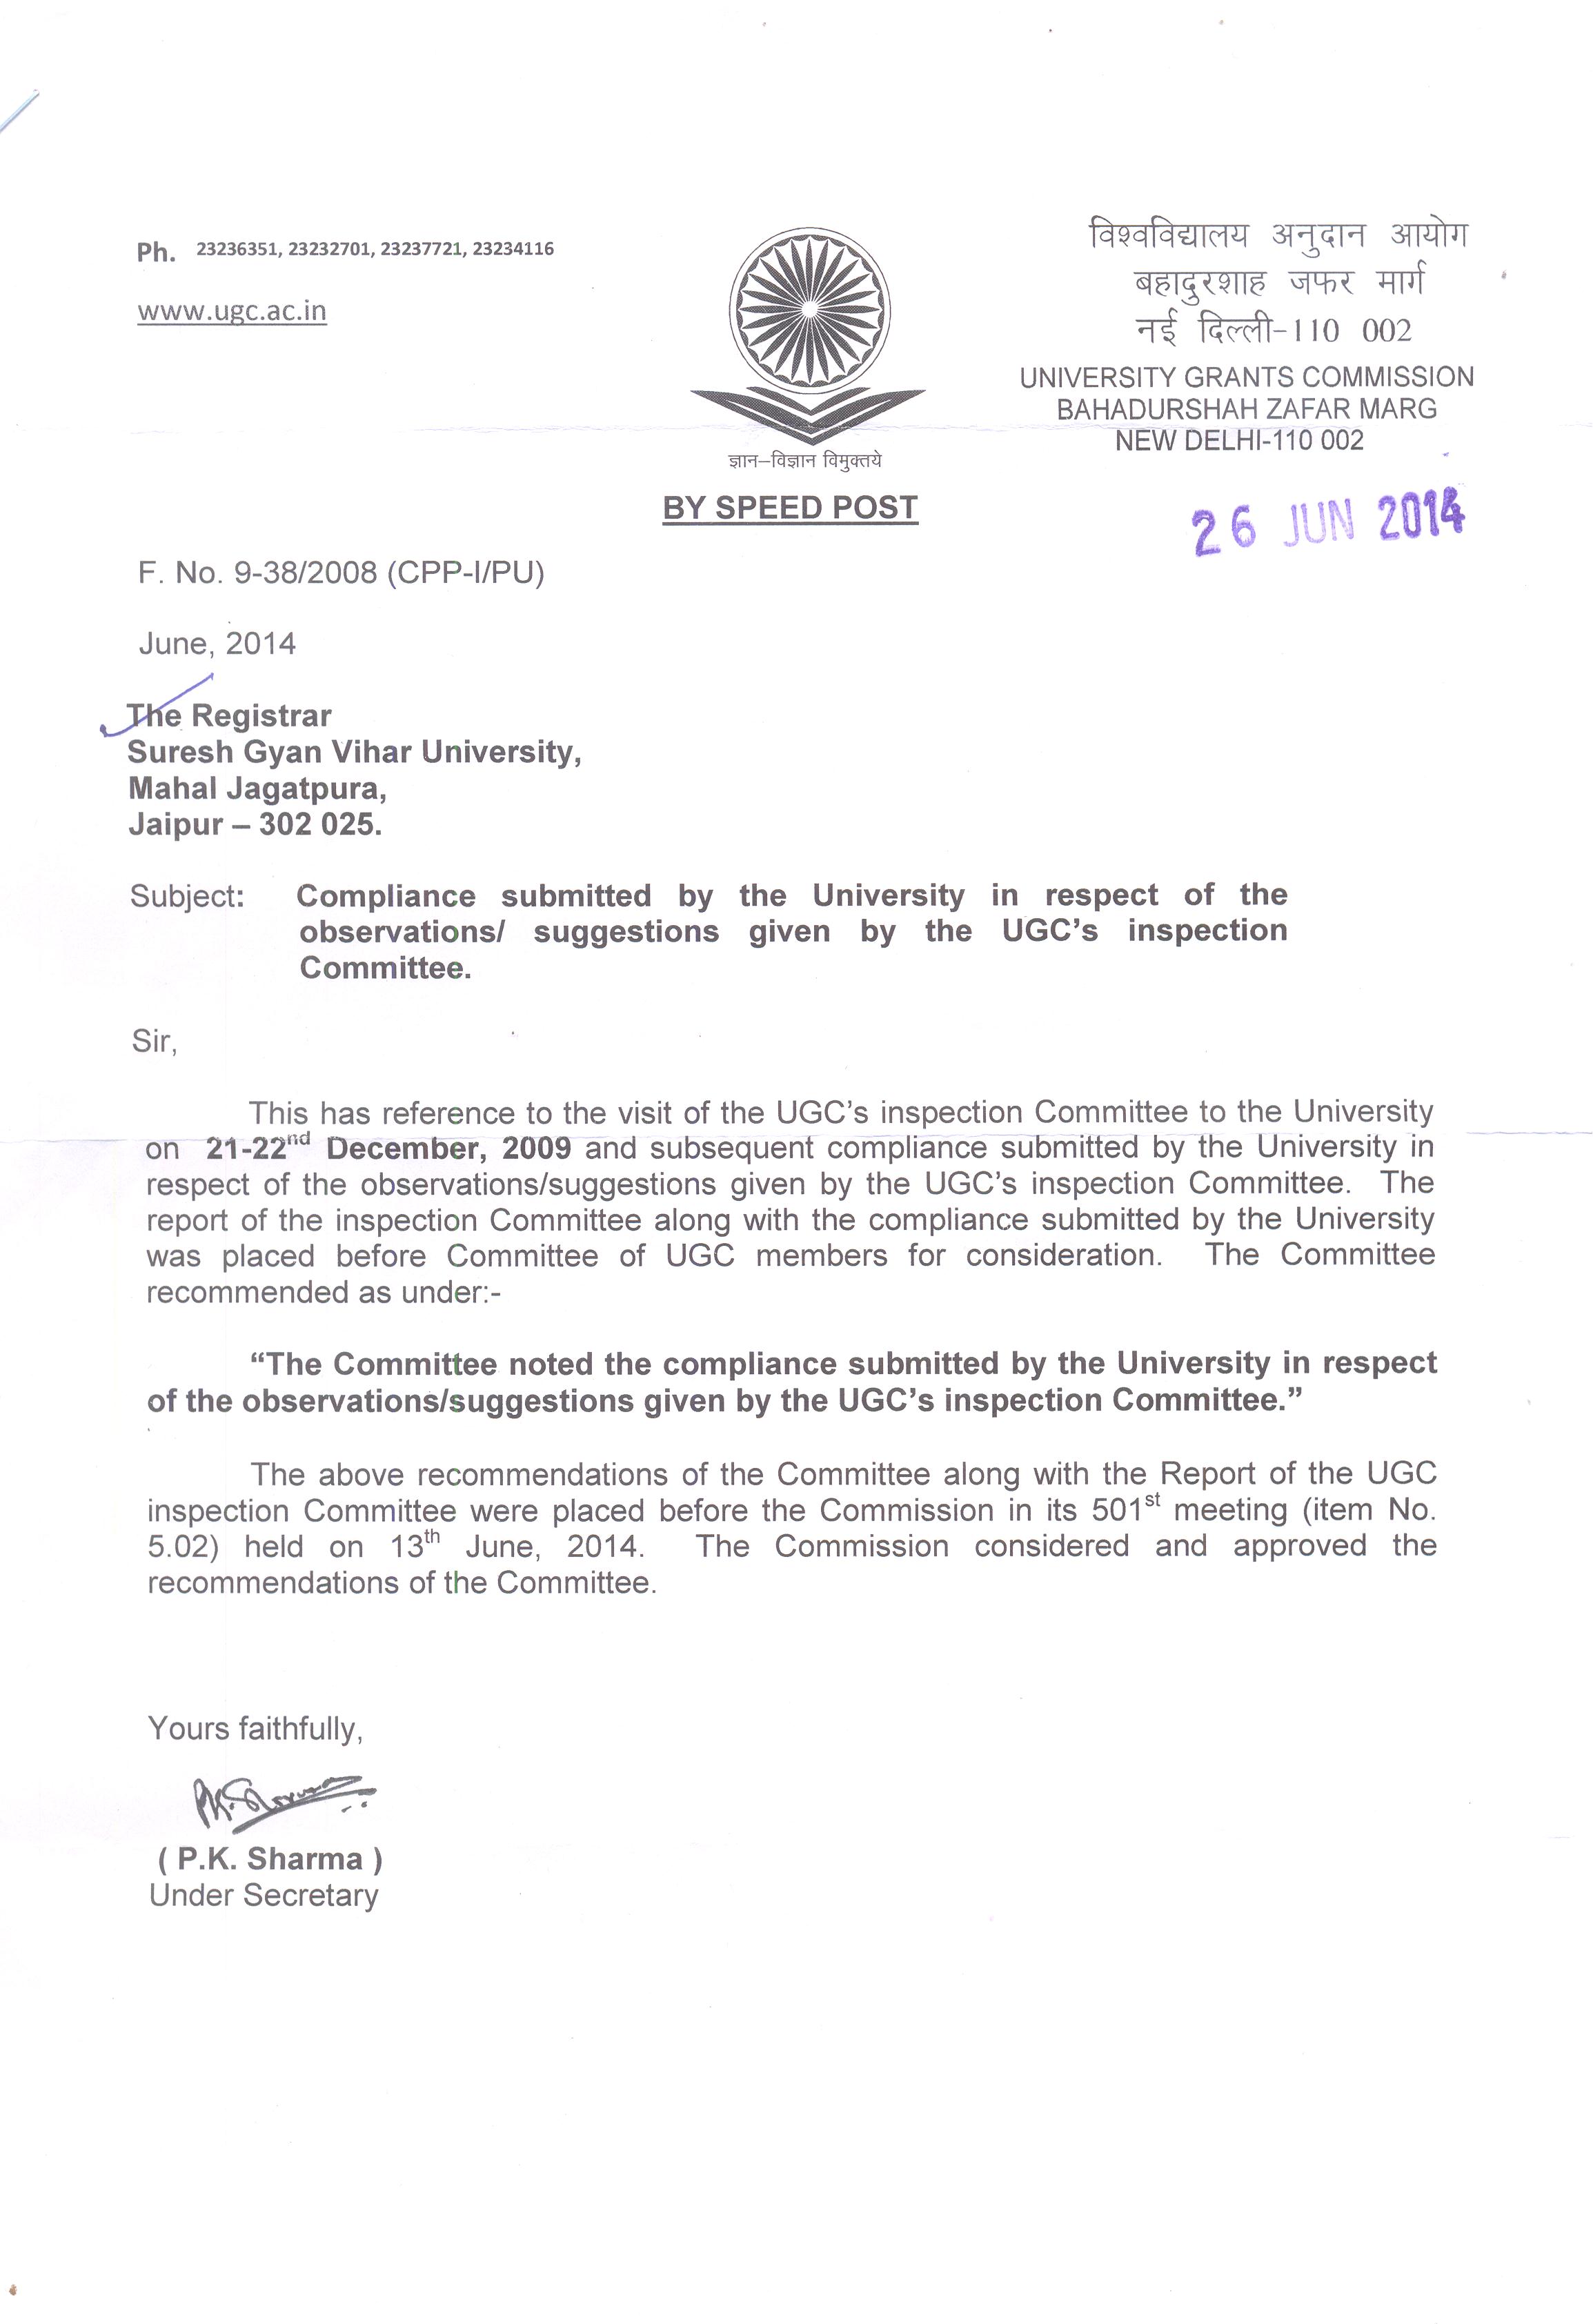 Ph. 23236351, 23232701, 23237721, 23234116
www.ugc.ac.in
विश्वविद्यालय अनुदान आयोग
बहादुरशाह जफर मार्ग
नई दिल्ली-110 002
UNIVERSITY GRANTS COMMISSION
BAHADURSHAH ZAFAR MARG
NEW DELHI-110 002
ज्ञान-विज्ञान विमुक्तये
BY SPEED POST
26 JUN 2014
F. No. 9-38/2008 (CPP-I/PU)
June, 2014
The Registrar
Suresh Gyan Vihar University,
Mahal Jagatpura,
Jaipur – 302 025.
Subject: Compliance submitted by the University in respect of the
observations/ suggestions given by the UGC's inspection
Committee.
Sir,
This has reference to the visit of the UGC's inspection Committee to the University
on 21-22nd December, 2009 and subsequent compliance submitted by the University in
respect of the observations/suggestions given by the UGC's inspection Committee. The
report of the inspection Committee along with the compliance submitted by the University
was placed before Committee of UGC members for consideration. The Committee
recommended as under:-
“The Committee noted the compliance submitted by the University in respect
of the observations/suggestions given by the UGC's inspection Committee.”
The above recommendations of the Committee along with the Report of the UGC
inspection Committee were placed before the Commission in its 501st meeting (item No.
5.02) held on 13th June, 2014. The Commission considered and approved the
recommendations of the Committee.
Yours faithfully,
P.K. Sharma
( P.K. Sharma )
Under Secretary